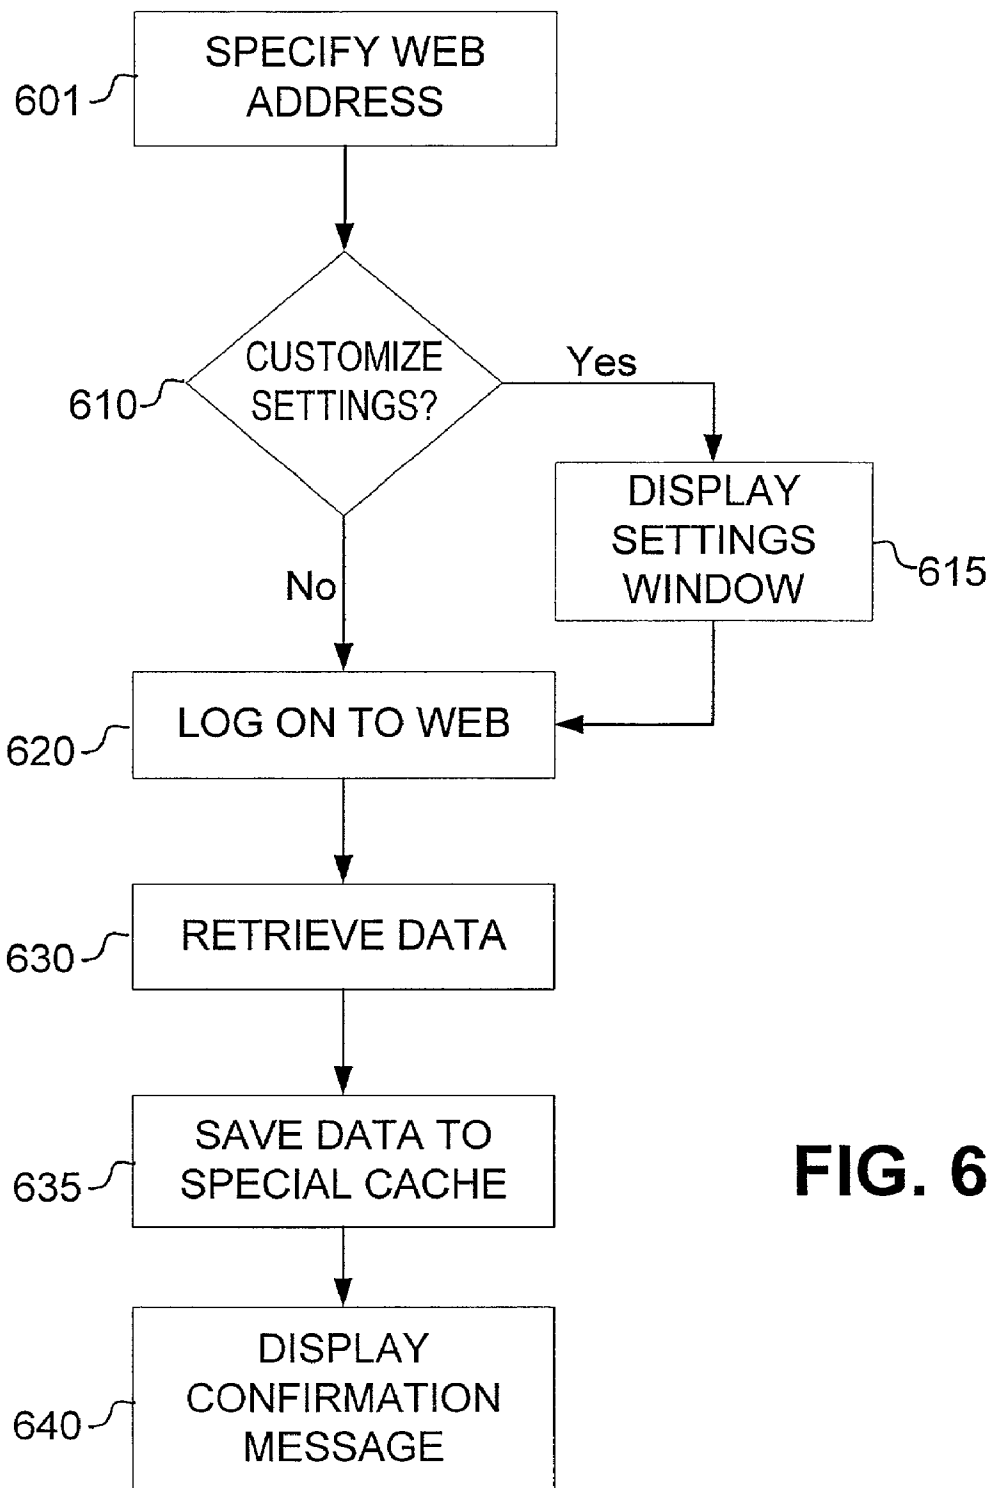 SPECIFY WEB
ADDRESS
601
CUSTOMIZE
SETTINGS?
610
Yes
DISPLAY
SETTINGS
WINDOW
615
No
LOG ON TO WEB
620
RETRIEVE DATA
630
SAVE DATA TO
SPECIAL CACHE
635
FIG. 6
DISPLAY
CONFIRMATION
MESSAGE
640